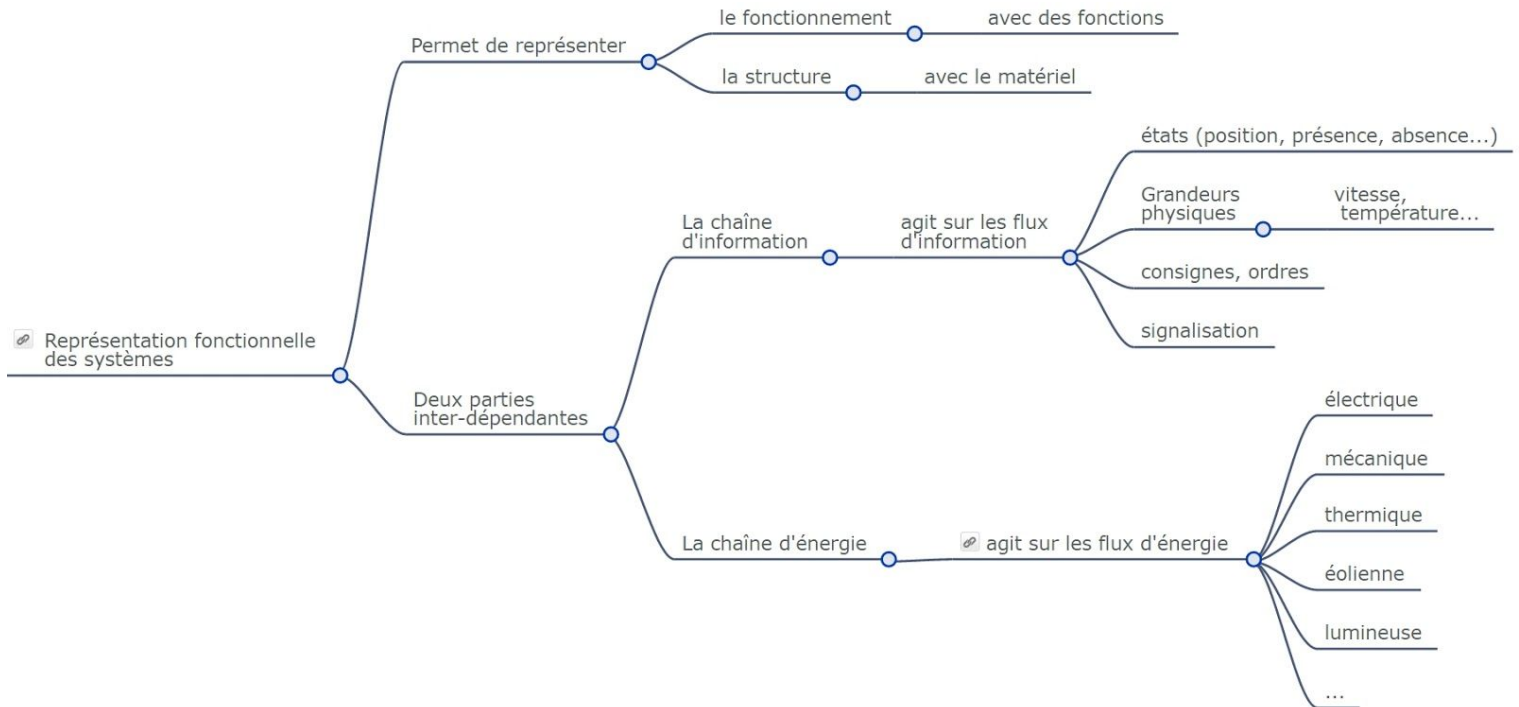 le fonctionnement
avec des fonctions
Permet de représenter
la structure
avec le matériel
états (position, présence, absence...)
Grandeurs
physiques
vitesse,
température...
La chaîne
d'information
agit sur les flux
d'information
consignes, ordres
signalisation
Représentation fonctionnelle
des systèmes
Deux parties
inter-dépendantes
électrique
mécanique
thermique
La chaîne d'énergie
agit sur les flux d'énergie
éolienne
lumineuse
...